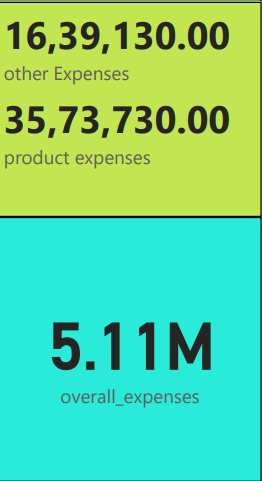 16,39,130.00
other Expenses
35,73,730.00
product expenses
5.11M
overall_expenses